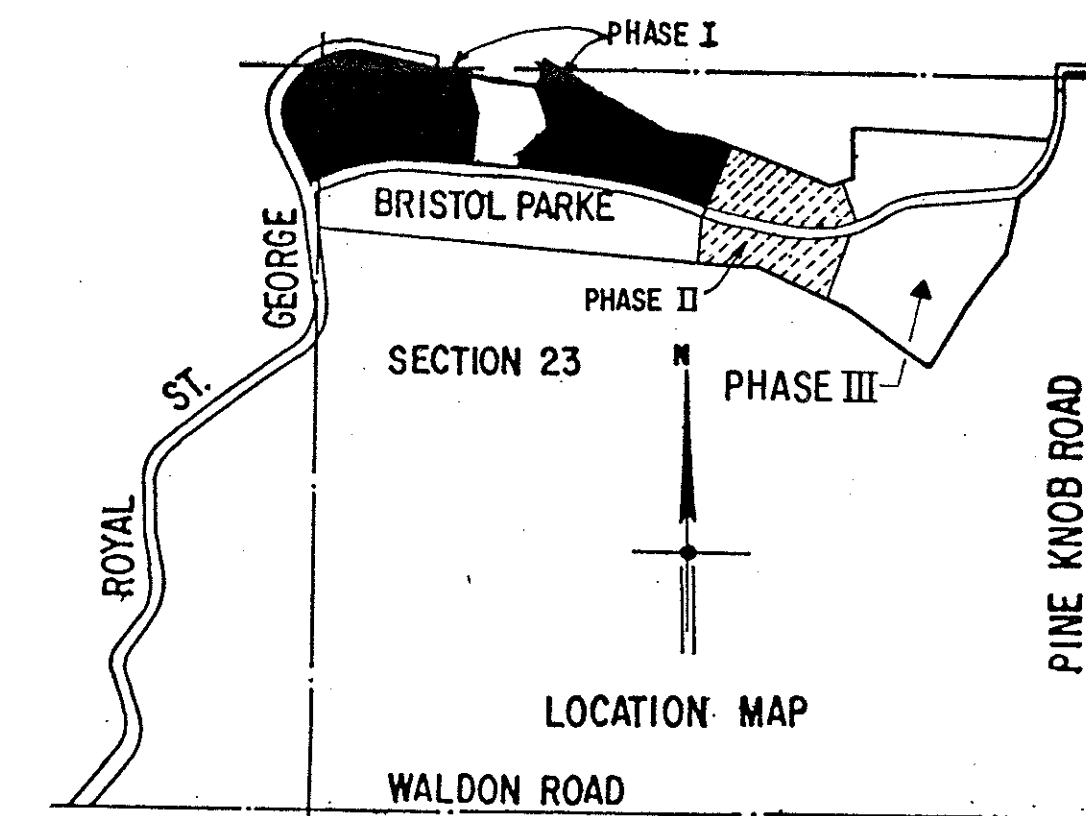 PHASE I
BRISTOL PARKE
GEORGE
PHASE II
SECTION 23
N
PHASE III
ST.
ROYAL
PINE KNOB ROAD
LOCATION MAP
WALDON ROAD